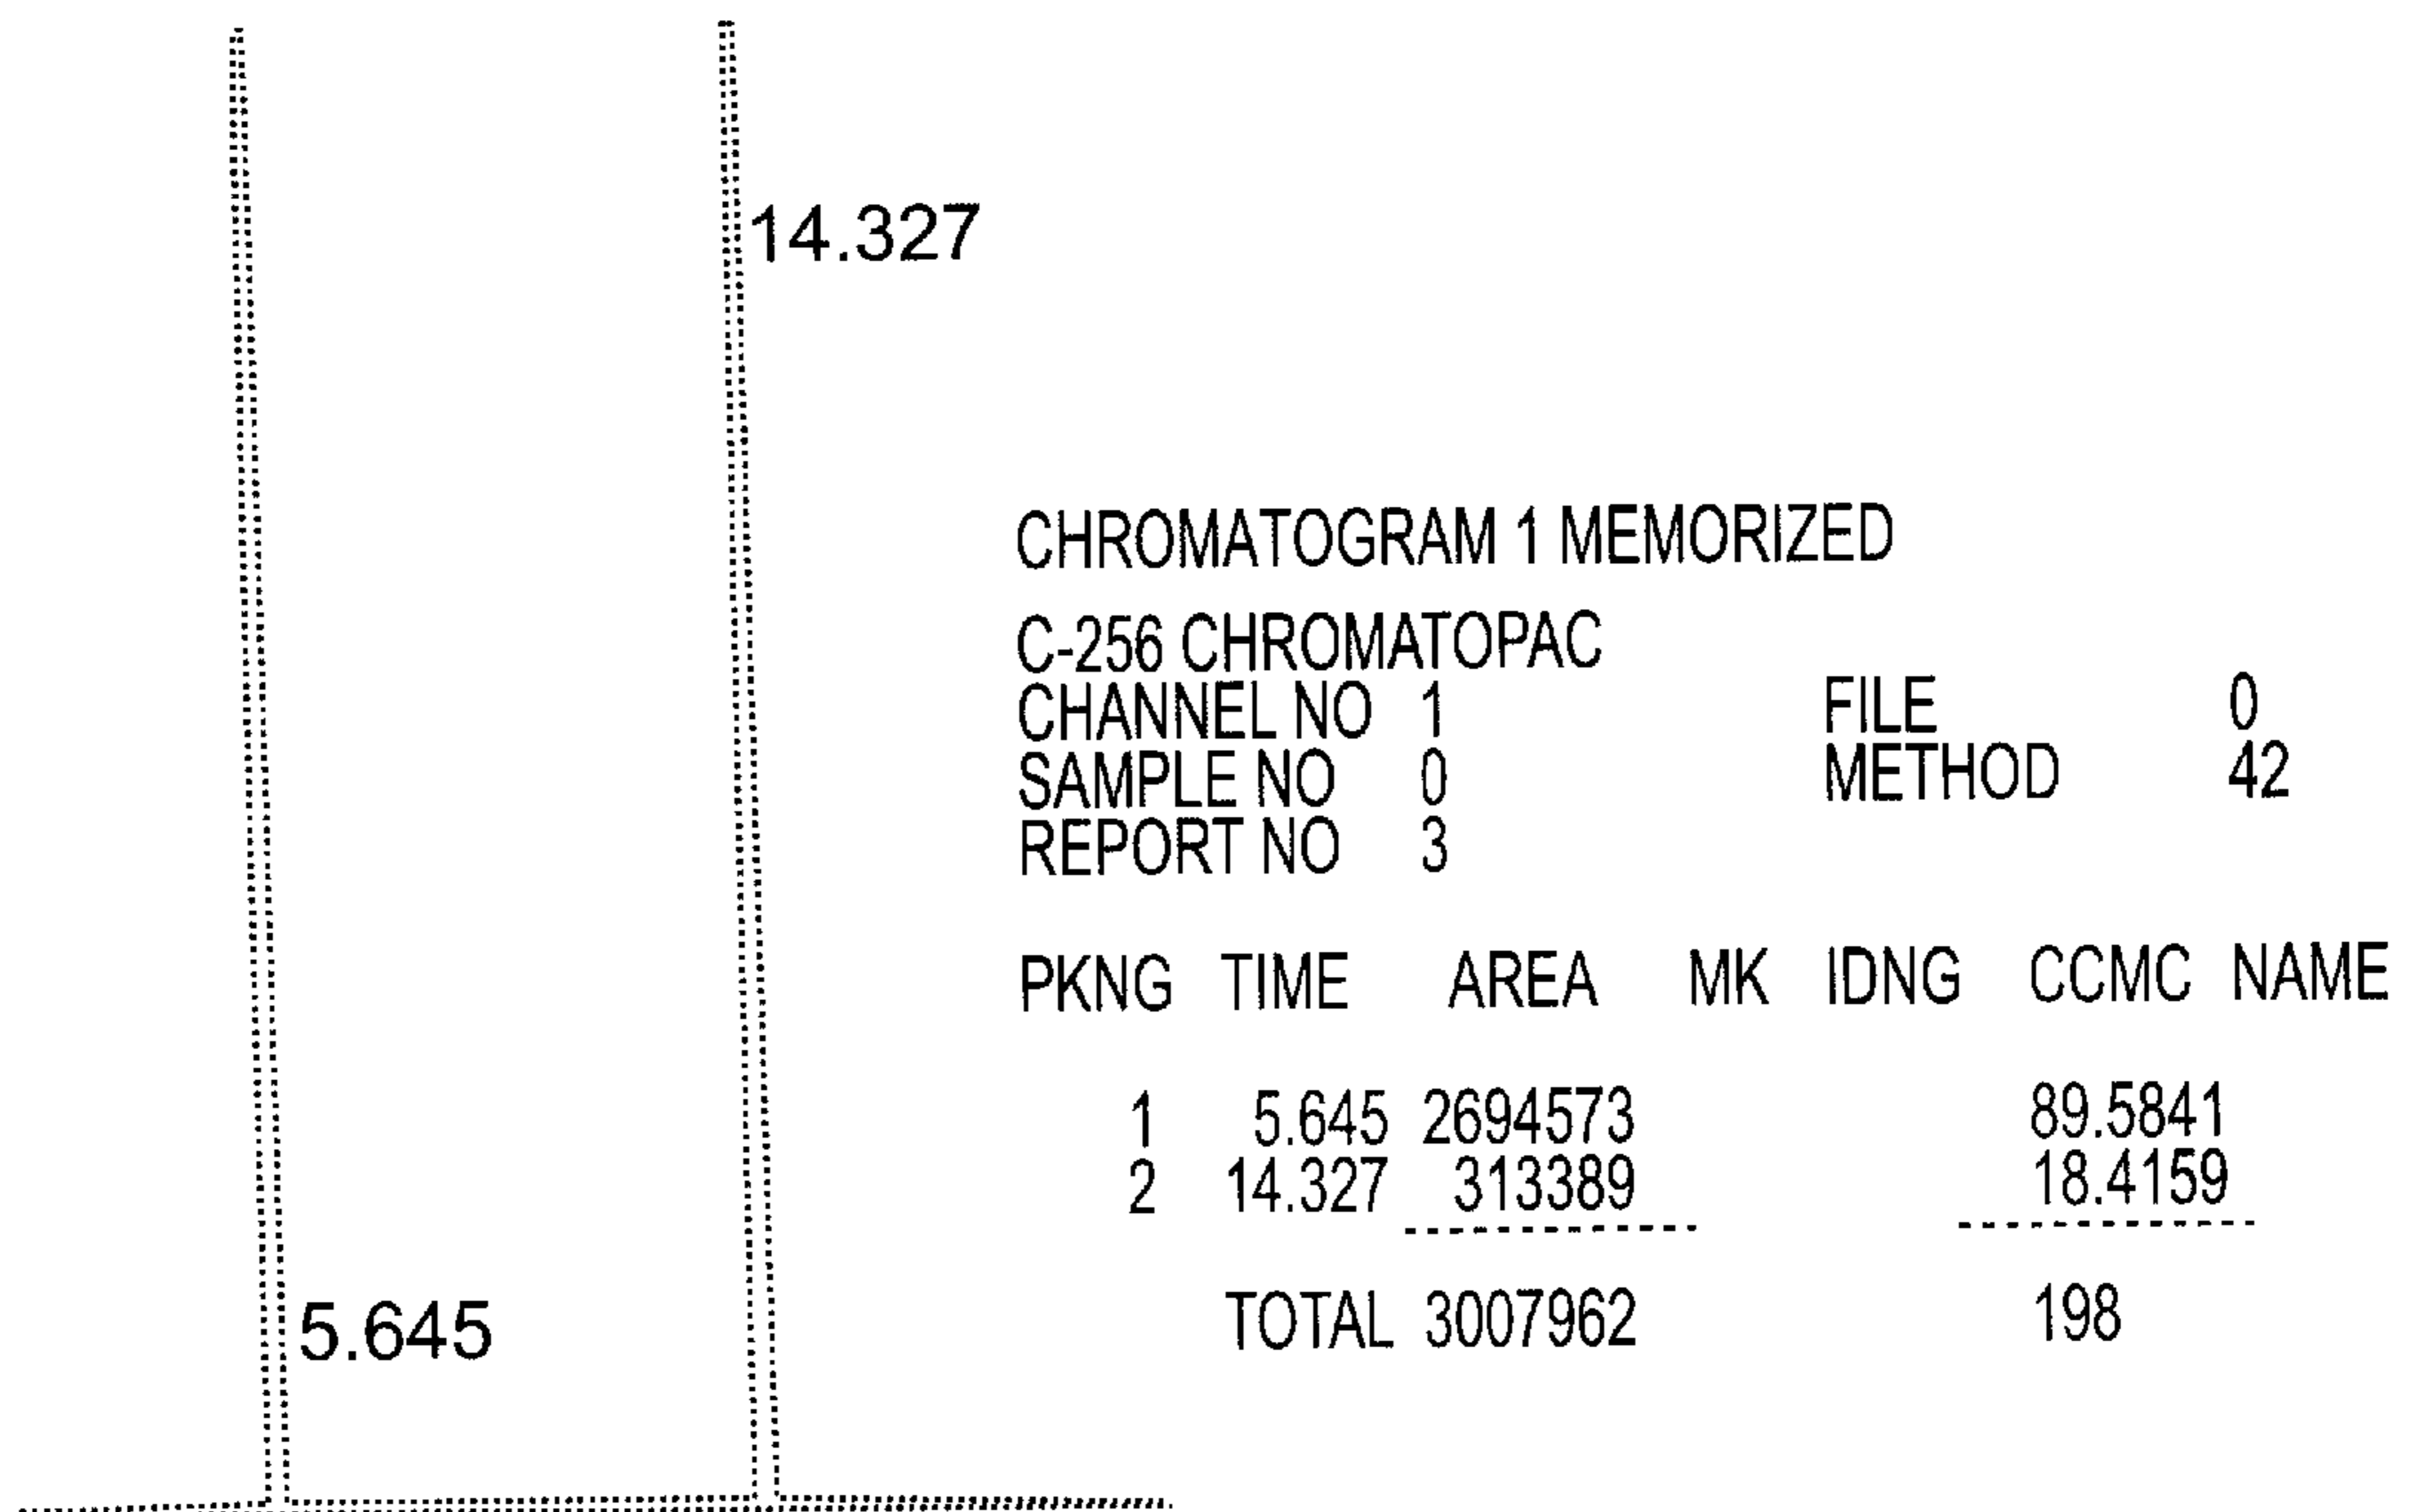 14.327
5.645
CHROMATOGRAM 1 MEMORIZED
C-256 CHROMATOPAC
CHANNEL NO 1 FILE 0
SAMPLE NO 0 METHOD 42
REPORT NO 3
PKNG TIME AREA MK IDNG CCMC NAME
1 5.645 2694573 89.5841
2 14.327 313389 18.4159
TOTAL 3007962 198